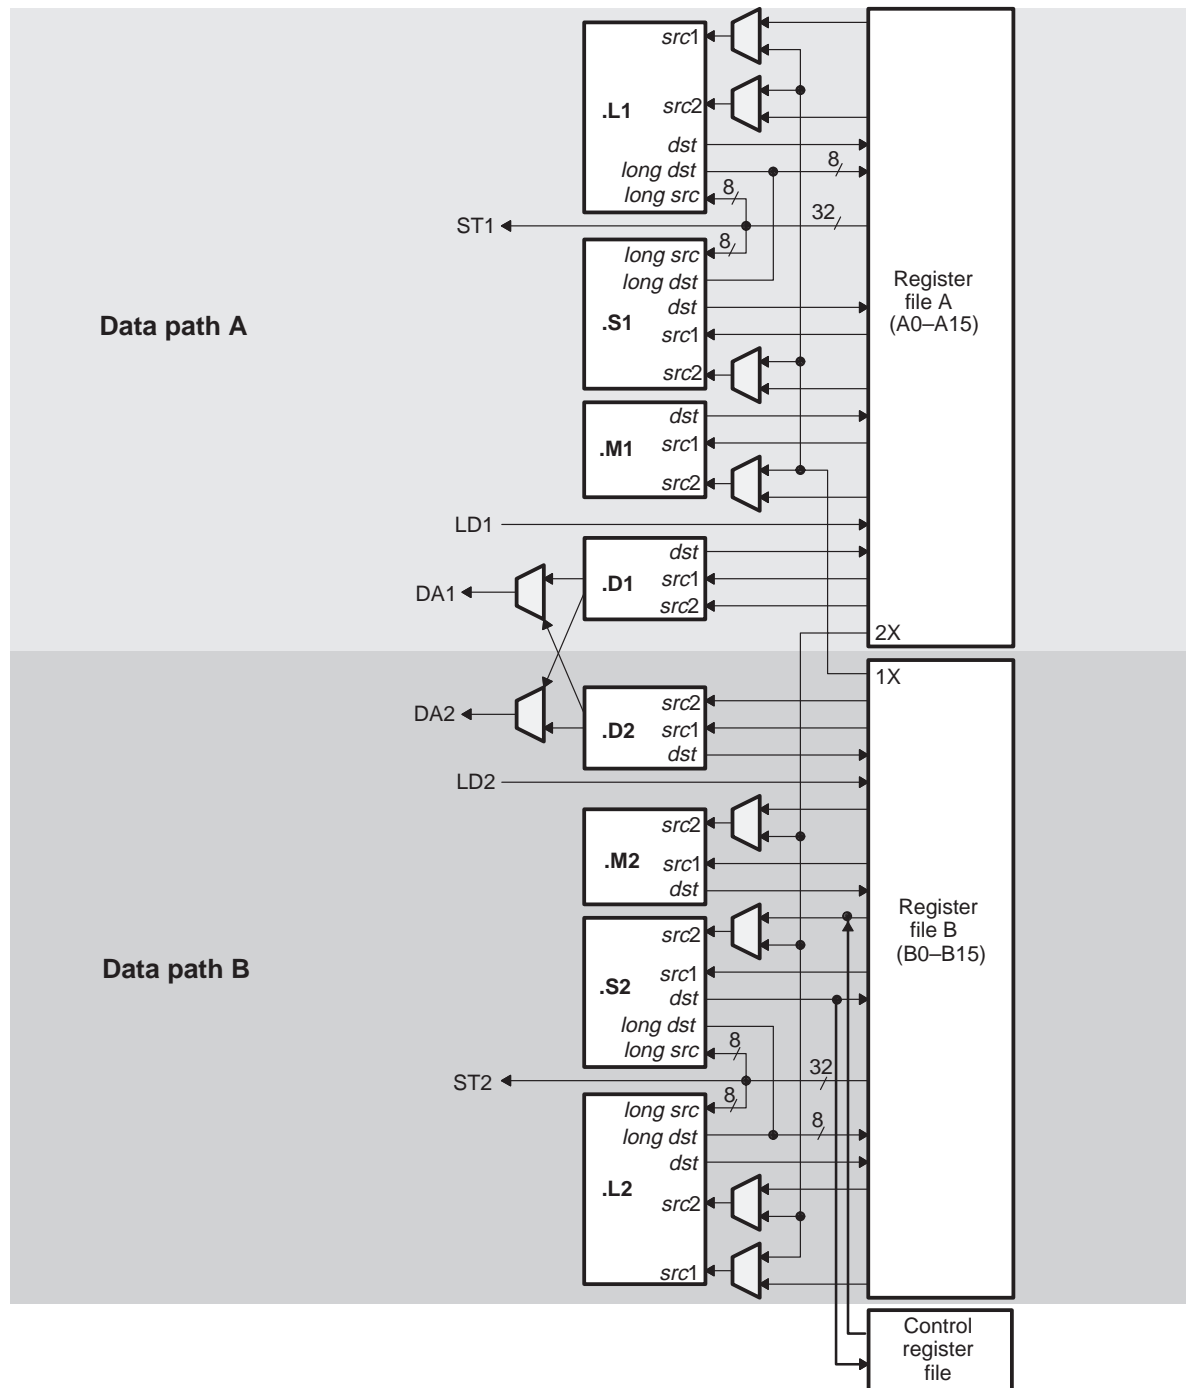 src1
.L1
src2
dst
long dst
8
long src
8
ST1
32
8
long src
long dst
dst
.S1
src1
src2
Register
file A
(A0–A15)
Data path A
dst
.M1
src1
src2
LD1
dst
.D1
src1
src2
DA1
2X
1X
DA2
src2
.D2
src1
dst
LD2
src2
.M2
src1
dst
Register
file B
(B0–B15)
src2
Data path B
src1
.S2
dst
long dst
long src
8
ST2
32
8
long src
long dst
8
dst
.L2
src2
src1
Control
register
file